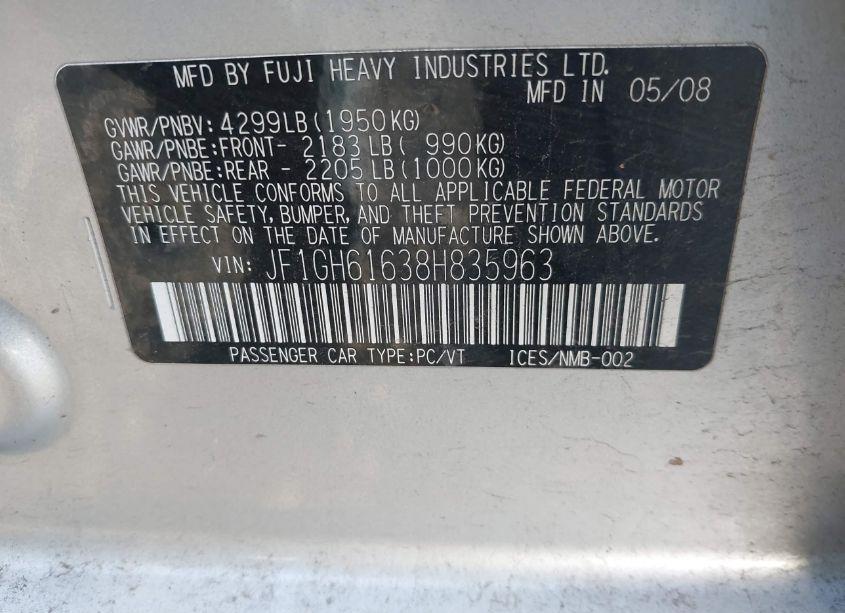 MFD BY FUJI HEAVY INDUSTRIES LTD.
MFD IN 05/08
GVWR/PNBV: 4299LB(1950KG)
GAWR/PNBE:FRONT- 2183LB( 990KG)
GAWR/PNBE:REAR - 2205LB(1000KG)
THIS VEHICLE CONFORMS TO ALL APPLICABLE FEDERAL MOTOR
VEHICLE SAFETY, BUMPER, AND THEFT PREVENTION STANDARDS
IN EFFECT ON THE DATE OF MANUFACTURE SHOWN ABOVE.
VIN: JF1GH61638H835963
PASSENGER CAR TYPE:PC/VT ICES/NMB-002